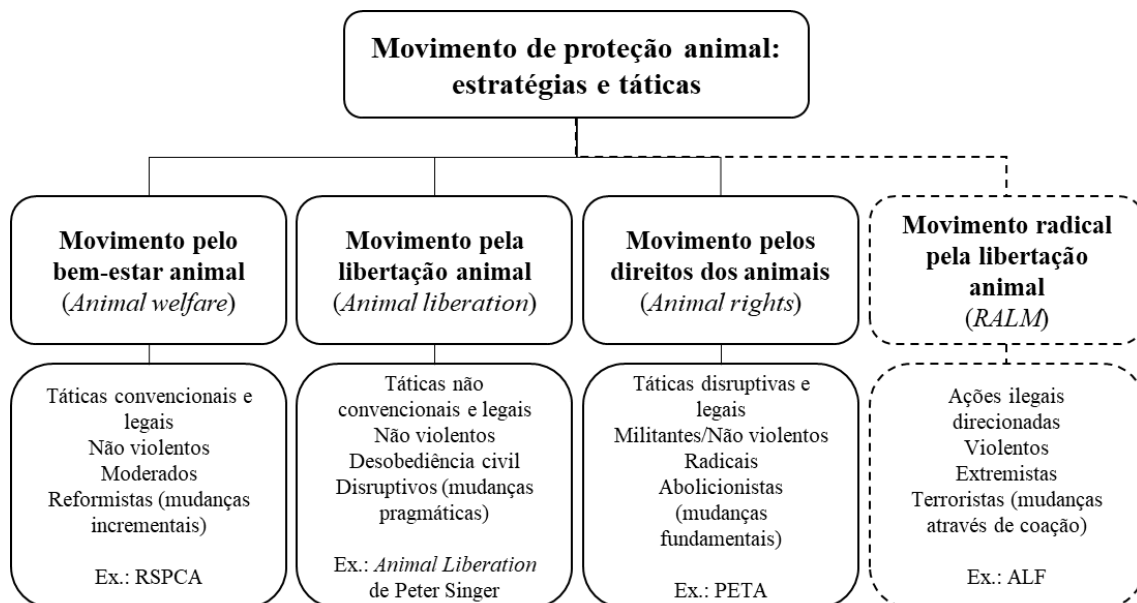 Movimento de proteção animal:
estratégias e táticas
Movimento pelo
bem-estar animal
(Animal welfare)
Movimento pela
libertação animal
(Animal liberation)
Movimento pelos
direitos dos animais
(Animal rights)
Movimento radical
pela libertação
animal
(RALM)
Táticas convencionais e
legais
Não violentos
Moderados
Reformistas (mudanças
incrementais)
Ex.: RSPCA
Táticas não
convencionais e legais
Não violentos
Desobediência civil
Disruptivos (mudanças
pragmáticas)
Ex.: Animal Liberation
de Peter Singer
Táticas disruptivas e
legais
Militantes/Não violentos
Radicais
Abolicionistas
(mudanças
fundamentais)
Ex.: PETA
Ações ilegais
direcionadas
Violentos
Extremistas
Terroristas (mudanças
através de coação)
Ex.: ALF